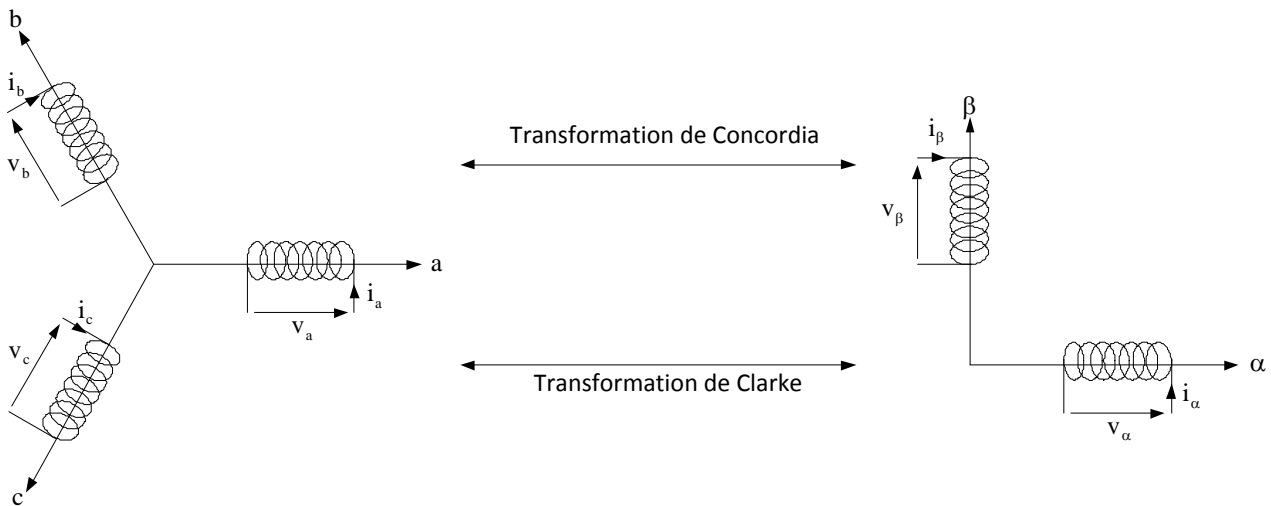 b
i_b
v_b
a
i_a
v_a
i_c
v_c
c
Transformation de Concordia
Transformation de Clarke
β
i_β
v_β
α
i_α
v_α